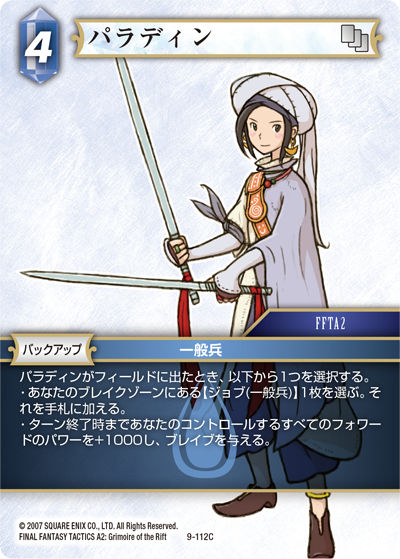 4
パラディン
FFTA2
バックアップ
一般兵
パラディンがフィールドに出たとき、以下から1つを選択する。
・あなたのブレイクゾーンにある【ジョブ(一般兵)】1枚を選ぶ。そ
れを手札に加える。
・ターン終了時まであなたのコントロールするすべてのフォワー
ドのパワーを+1000し、ブレイブを与える。
© 2007 SQUARE ENIX CO., LTD. All Rights Reserved.
FINAL FANTASY TACTICS A2: Grimoire of the Rift
9-112C